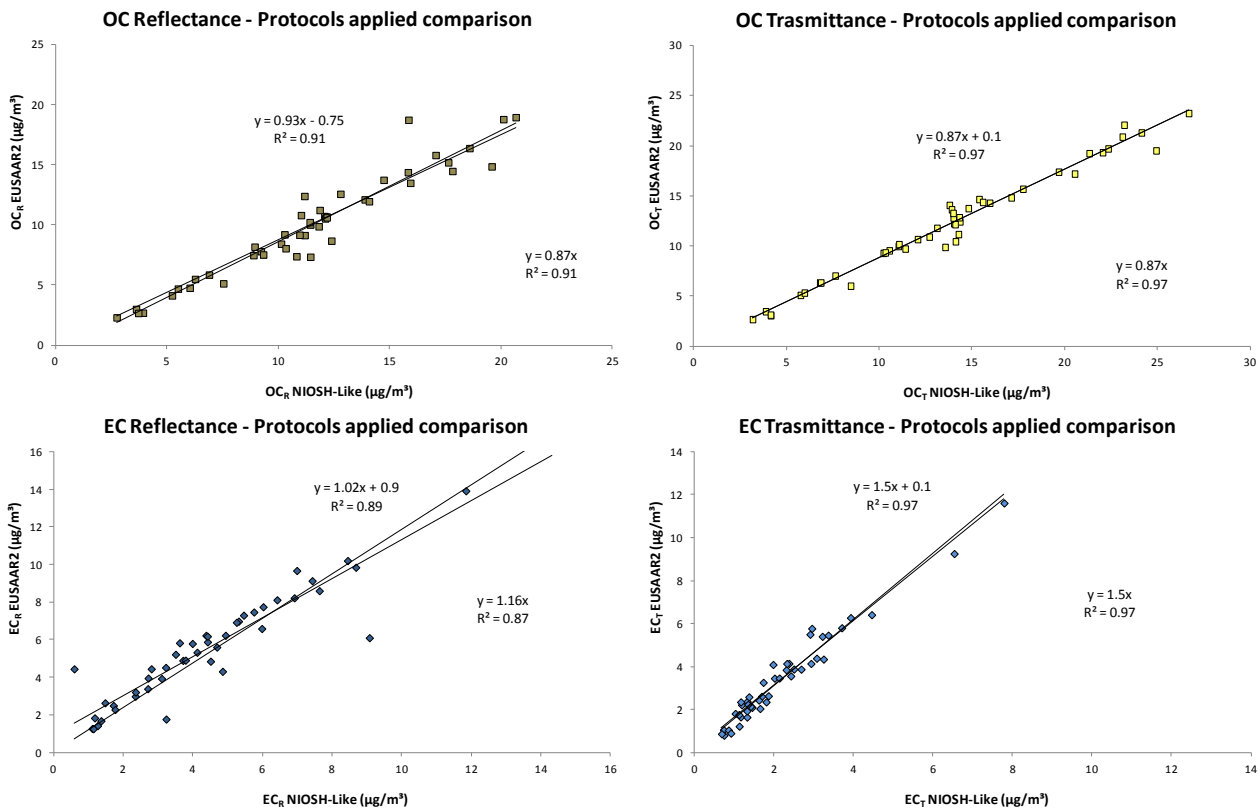 OC Reflectance - Protocols applied comparison
25
20
15
10
5
0
0
5
10
15
20
25
OC_R EUSAAR2 (µg/m³)
OC_R NIOSH-Like (µg/m³)
y = 0.93x - 0.75
R² = 0.91
y = 0.87x
R² = 0.91
OC Trasmittance - Protocols applied comparison
30
25
20
15
10
5
0
0
5
10
15
20
25
30
OC_T EUSAAR2 (µg/m³)
OC_T NIOSH-Like (µg/m³)
y = 0.87x + 0.1
R² = 0.97
y = 0.87x
R² = 0.97
EC Reflectance - Protocols applied comparison
16
14
12
10
8
6
4
2
0
0
2
4
6
8
10
12
14
16
EC_R EUSAAR2 (µg/m³)
EC_R NIOSH-Like (µg/m³)
y = 1.02x + 0.9
R² = 0.89
y = 1.16x
R² = 0.87
EC Trasmittance - Protocols applied comparison
14
12
10
8
6
4
2
0
0
2
4
6
8
10
12
14
EC_T EUSAAR2 (µg/m³)
EC_T NIOSH-Like (µg/m³)
y = 1.5x + 0.1
R² = 0.97
y = 1.5x
R² = 0.97